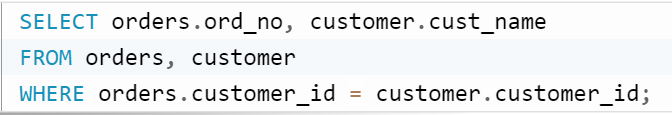 SELECT orders.ord_no, customer.cust_name
FROM orders, customer
WHERE orders.customer_id = customer.customer_id;